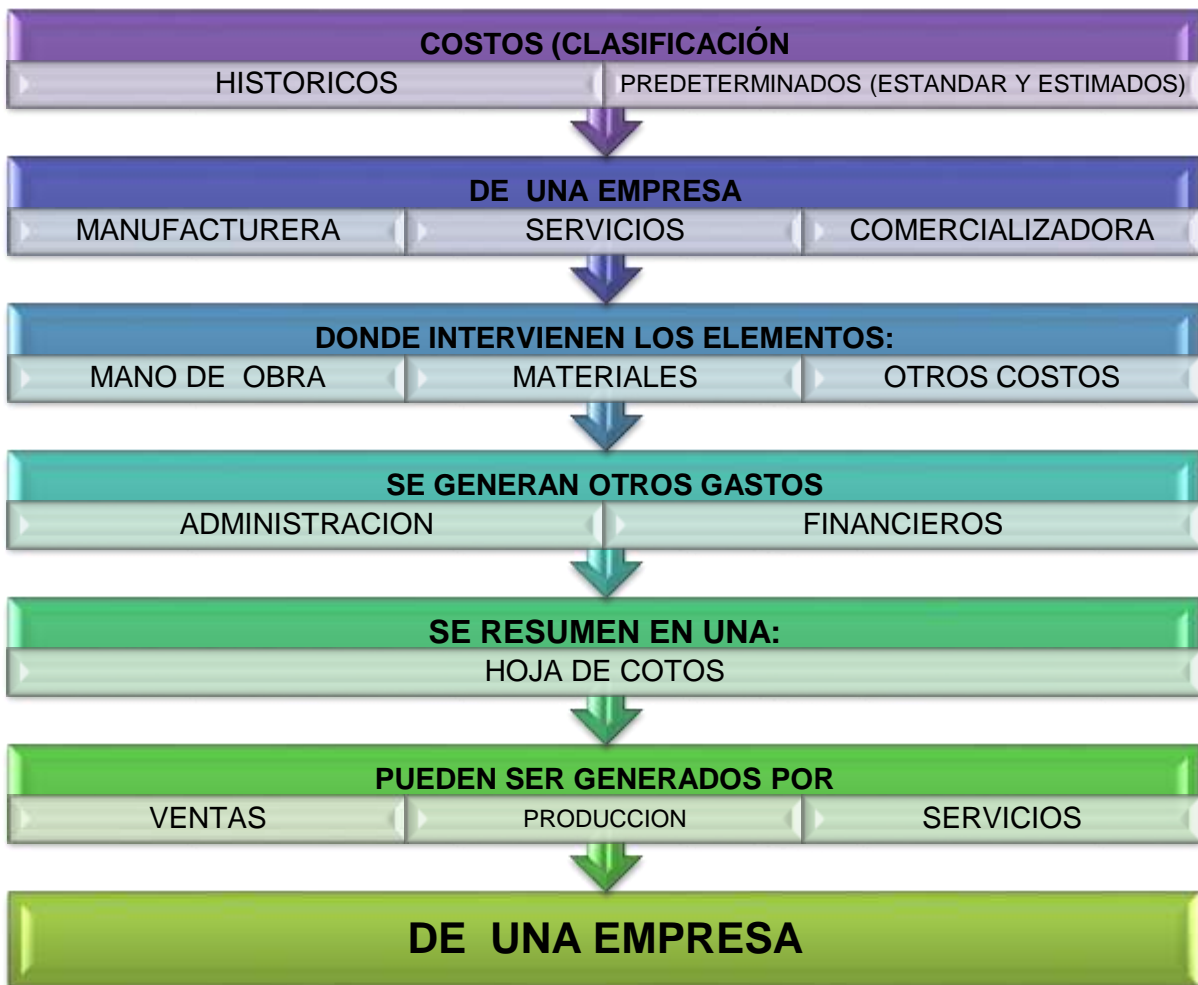 COSTOS (CLASIFICACIÓN
HISTORICOS
PREDETERMINADOS (ESTANDAR Y ESTIMADOS)
DE UNA EMPRESA
MANUFACTURERA
SERVICIOS
COMERCIALIZADORA
DONDE INTERVIENEN LOS ELEMENTOS:
MANO DE OBRA
MATERIALES
OTROS COSTOS
SE GENERAN OTROS GASTOS
ADMINISTRACION
FINANCIEROS
SE RESUMEN EN UNA:
HOJA DE COTOS
PUEDEN SER GENERADOS POR
VENTAS
PRODUCCION
SERVICIOS
DE UNA EMPRESA